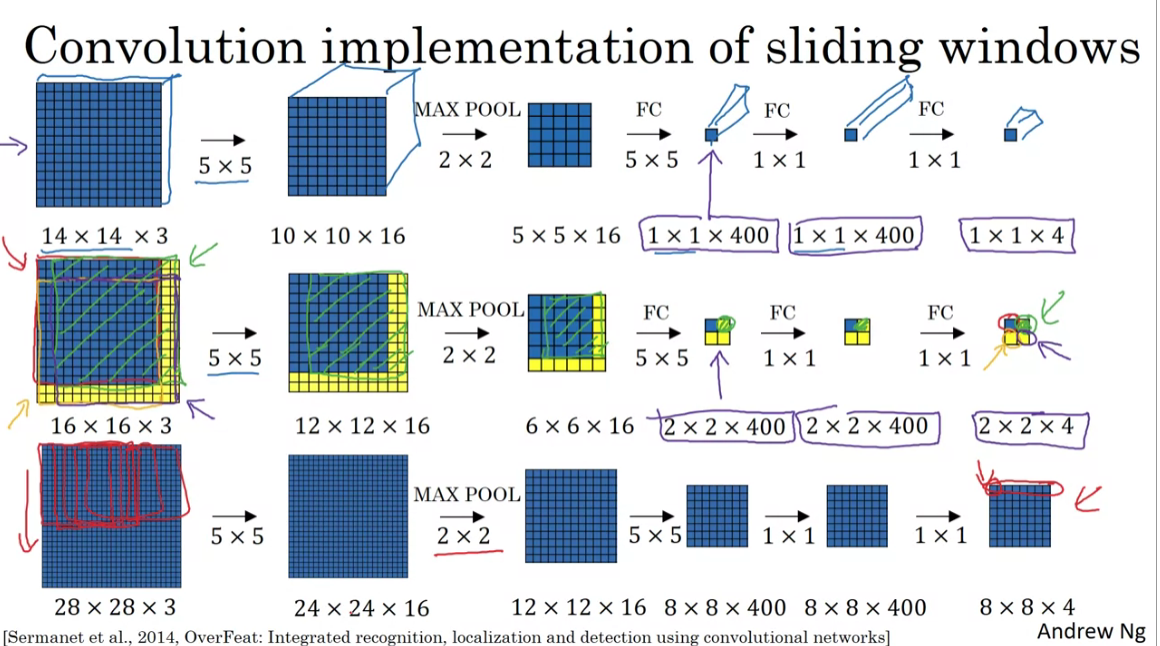 Convolution implementation of sliding windows
MAX POOL FC FC FC
5 × 5 2 × 2 5 × 5 1 × 1 1 × 1
14 × 14 × 3 10 × 10 × 16 5 × 5 × 16 1 × 1 × 400 1 × 1 × 400 1 × 1 × 4
MAX POOL FC FC FC
5 × 5 2 × 2 5 × 5 1 × 1 1 × 1
16 × 16 × 3 12 × 12 × 16 6 × 6 × 16 2 × 2 × 400 2 × 2 × 400 2 × 2 × 4
MAX POOL
5 × 5 2 × 2 5 × 5 1 × 1 1 × 1
28 × 28 × 3 24 × 24 × 16 12 × 12 × 16 8 × 8 × 400 8 × 8 × 400 8 × 8 × 4
[Sermanet et al., 2014, OverFeat: Integrated recognition, localization and detection using convolutional networks]
Andrew Ng